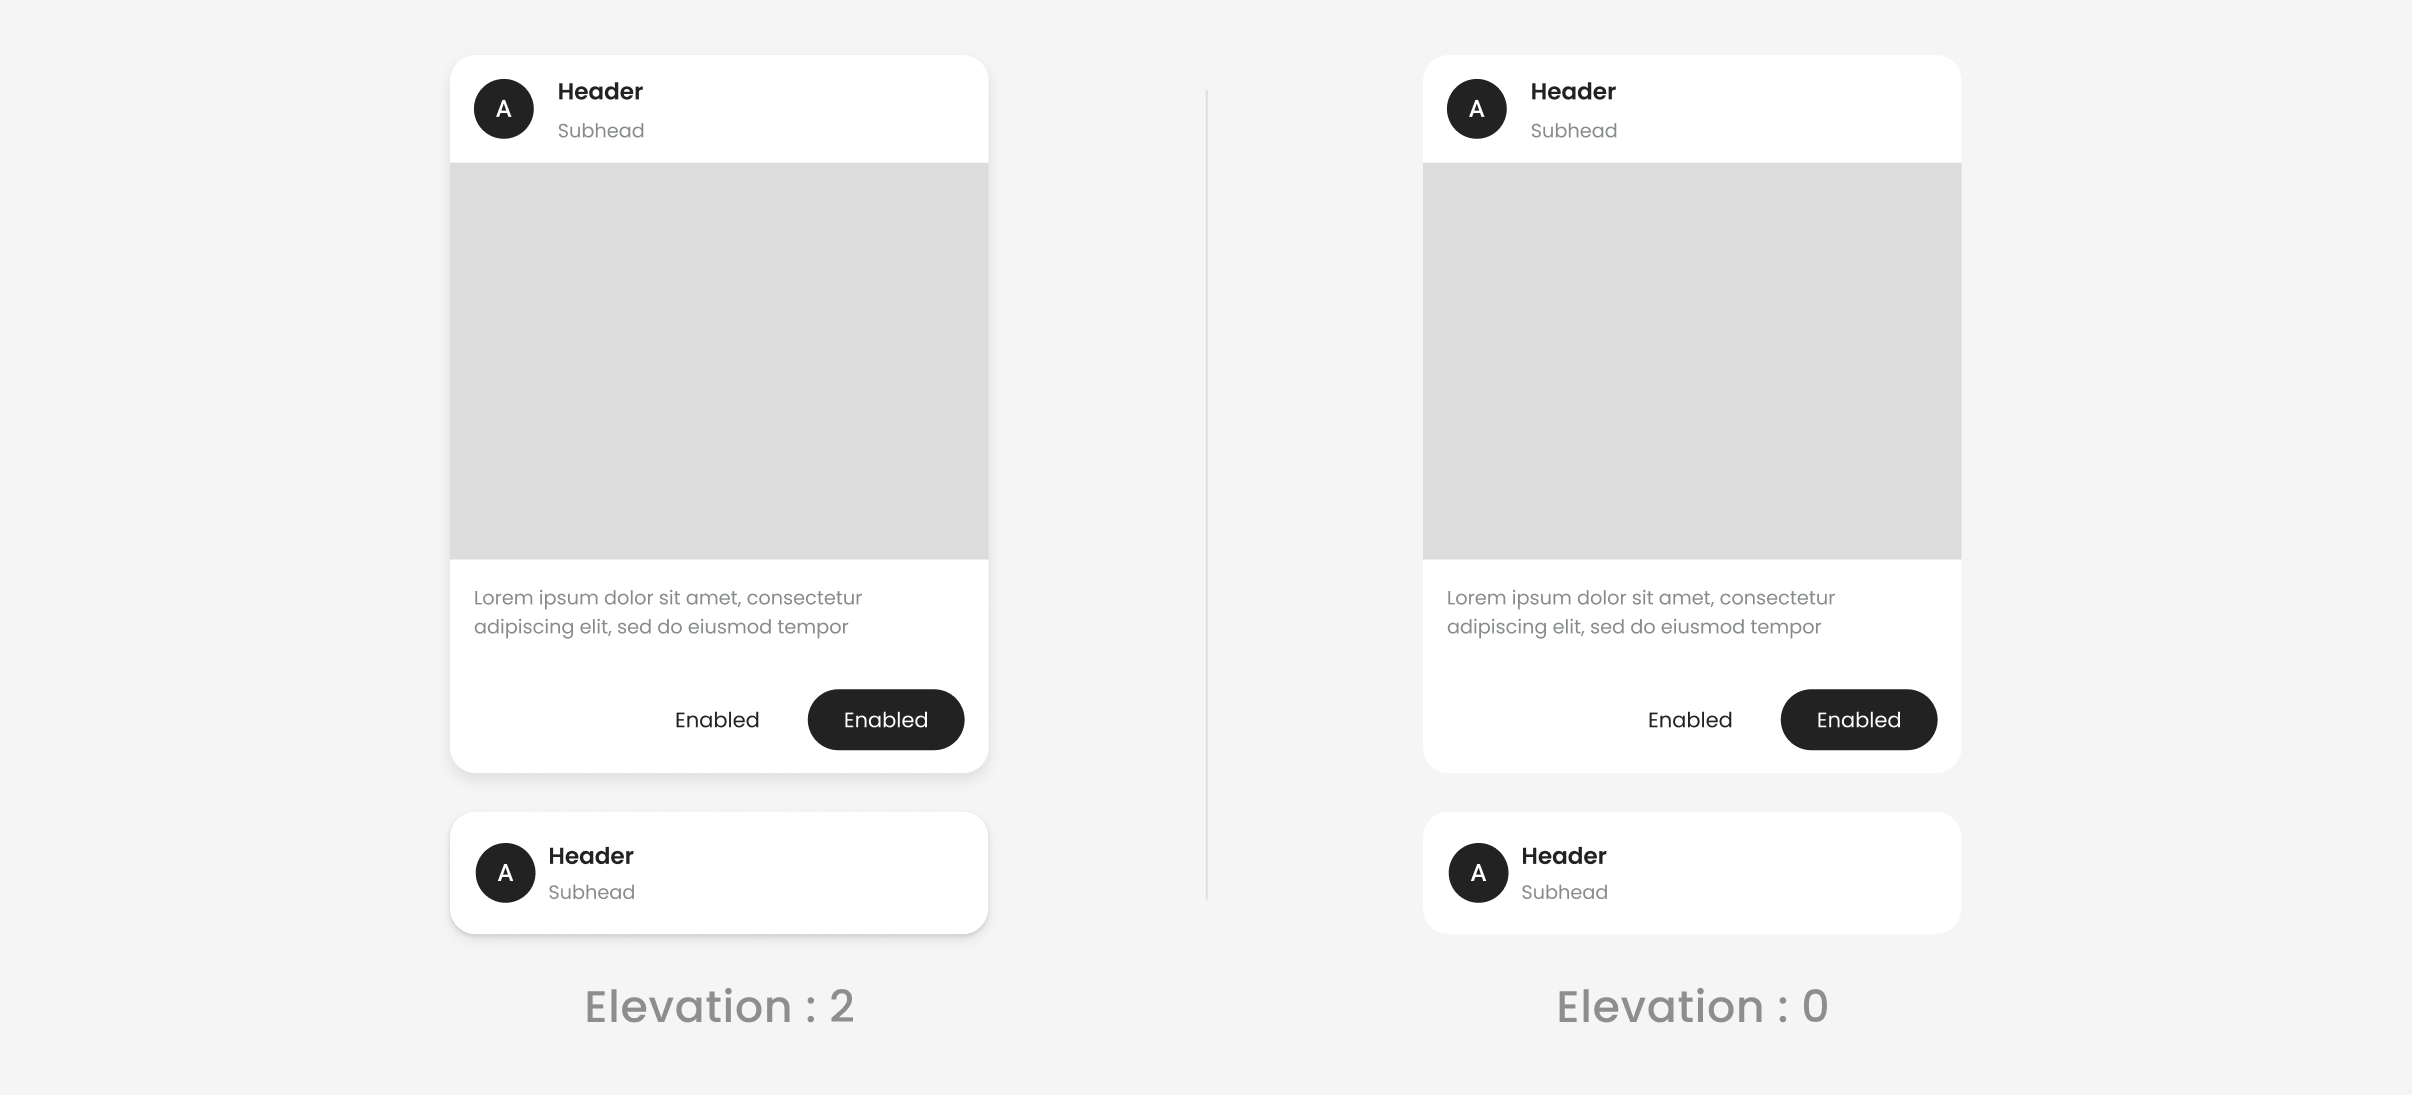 A
Header
Subhead
Lorem ipsum dolor sit amet, consectetur
adipiscing elit, sed do eiusmod tempor
Enabled
Enabled
A
Header
Subhead
Elevation : 2
A
Header
Subhead
Lorem ipsum dolor sit amet, consectetur
adipiscing elit, sed do eiusmod tempor
Enabled
Enabled
A
Header
Subhead
Elevation : 0